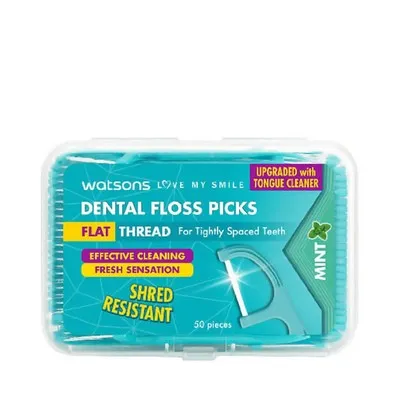 watsons LOVE MY SMILE
UPGRADED with
TONGUE CLEANER
DENTAL FLOSS PICKS
FLAT THREAD For Tightly Spaced Teeth
EFFECTIVE CLEANING
FRESH SENSATION
SHRED
RESISTANT
MINT
50 pieces